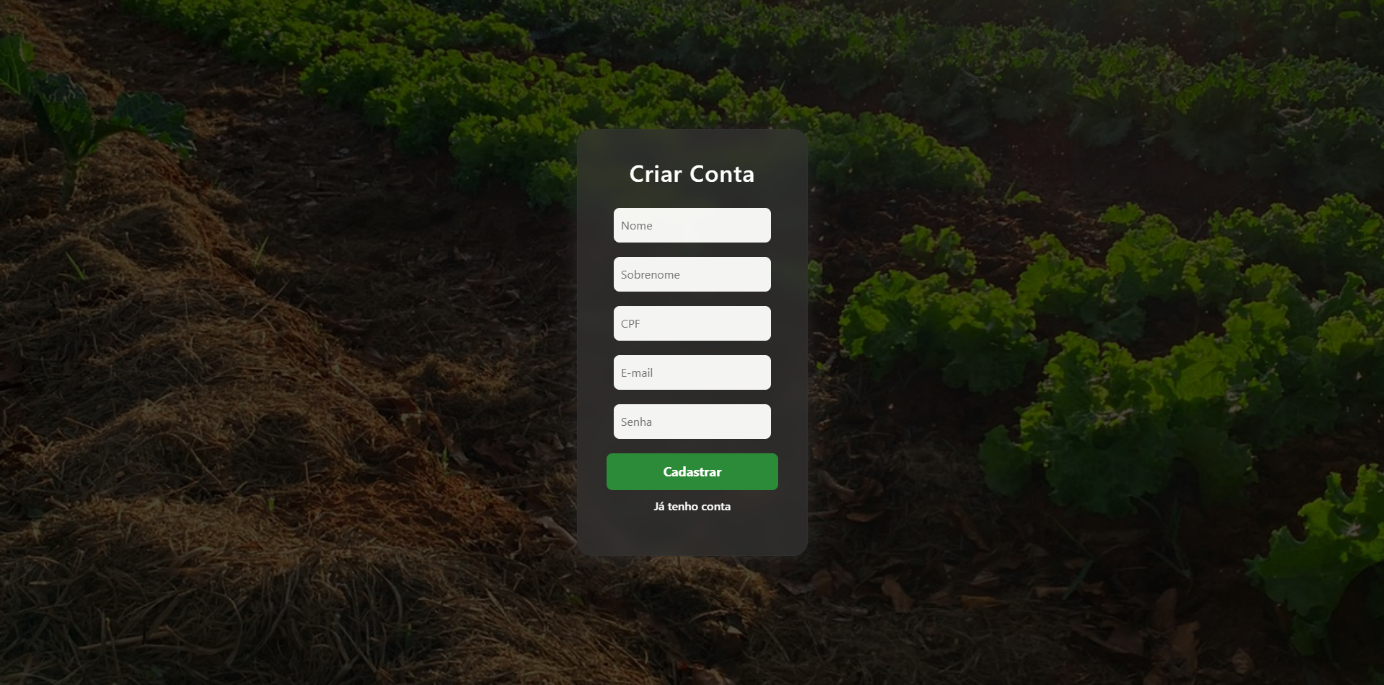 Criar Conta
Nome
Sobrenome
CPF
E-mail
Senha
Cadastrar
Já tenho conta